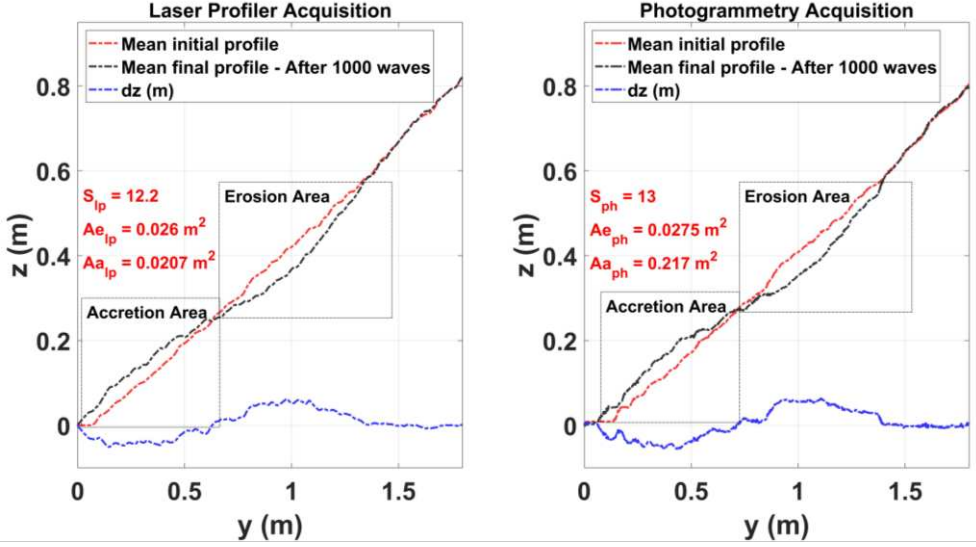 Laser Profiler Acquisition
Mean initial profile
Mean final profile - After 1000 waves
dz (m)
S_lp = 12.2
Ae_lp = 0.026 m²
Aa_lp = 0.0207 m²
Erosion Area
Accretion Area
0.8
0.6
0.4
0.2
0
0
0.5
1
1.5
z (m)
y (m)
Photogrammetry Acquisition
Mean initial profile
Mean final profile - After 1000 waves
dz (m)
S_ph = 13
Ae_ph = 0.0275 m²
Aa_ph = 0.217 m²
Erosion Area
Accretion Area
0.8
0.6
0.4
0.2
0
0
0.5
1
1.5
z (m)
y (m)